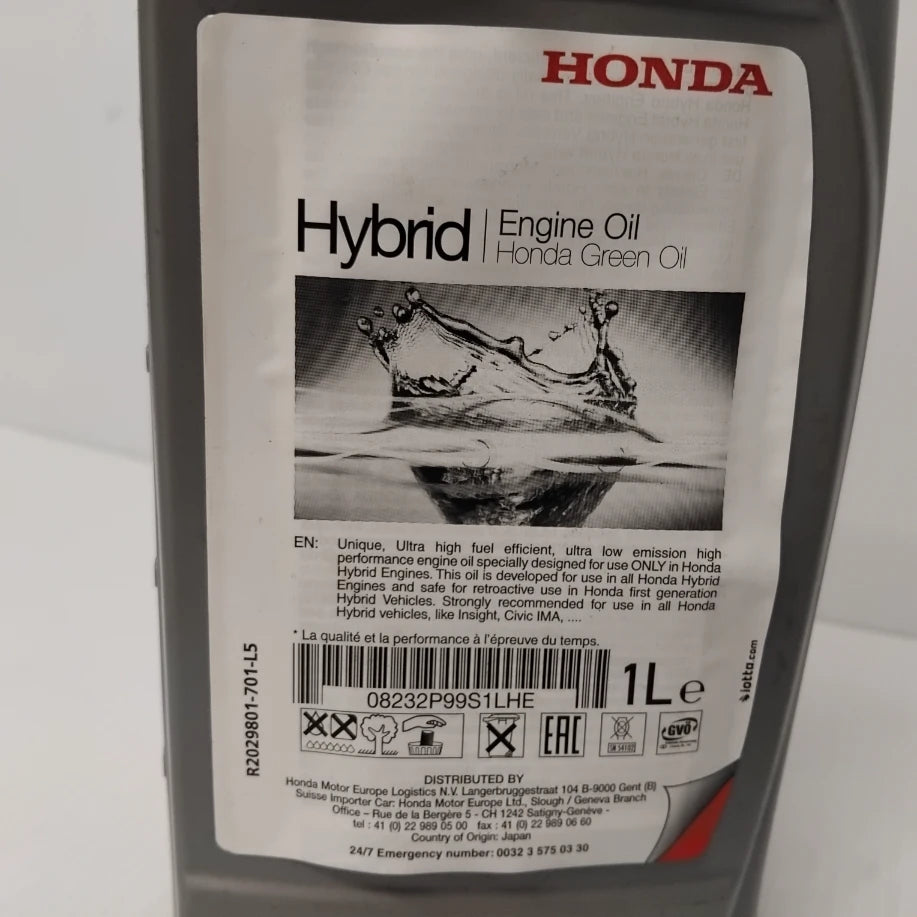 HONDA
Hybrid
Engine Oil
Honda Green Oil
EN: Unique, Ultra high fuel efficient, ultra low emission high
performance engine oil specially designed for use ONLY in Honda
Hybrid Engines. This oil is developed for use in all Honda Hybrid
Engines and safe for retroactive use in Honda first generation
Hybrid Vehicles. Strongly recommended for use in all Honda
Hybrid vehicles, like Insight, Civic IMA, ....
* La qualité et la performance à l'épreuve du temps.
08232P99S1LHE
1L e
EAC
SN 54102
GVÖ
R2029801-701-L5
iotta.com
DISTRIBUTED BY
Honda Motor Europe Logistics N.V. Langerbruggestraat 104 B-9000 Gent (B)
Suisse Importer Car: Honda Motor Europe Ltd., Slough / Geneva Branch
Office – Rue de la Bergère 5 - CH 1242 Satigny-Genève -
tel : 41 (0) 22 989 05 00 fax : 41 (0) 22 989 06 60
Country of Origin: Japan
24/7 Emergency number: 0032 3 575 03 30